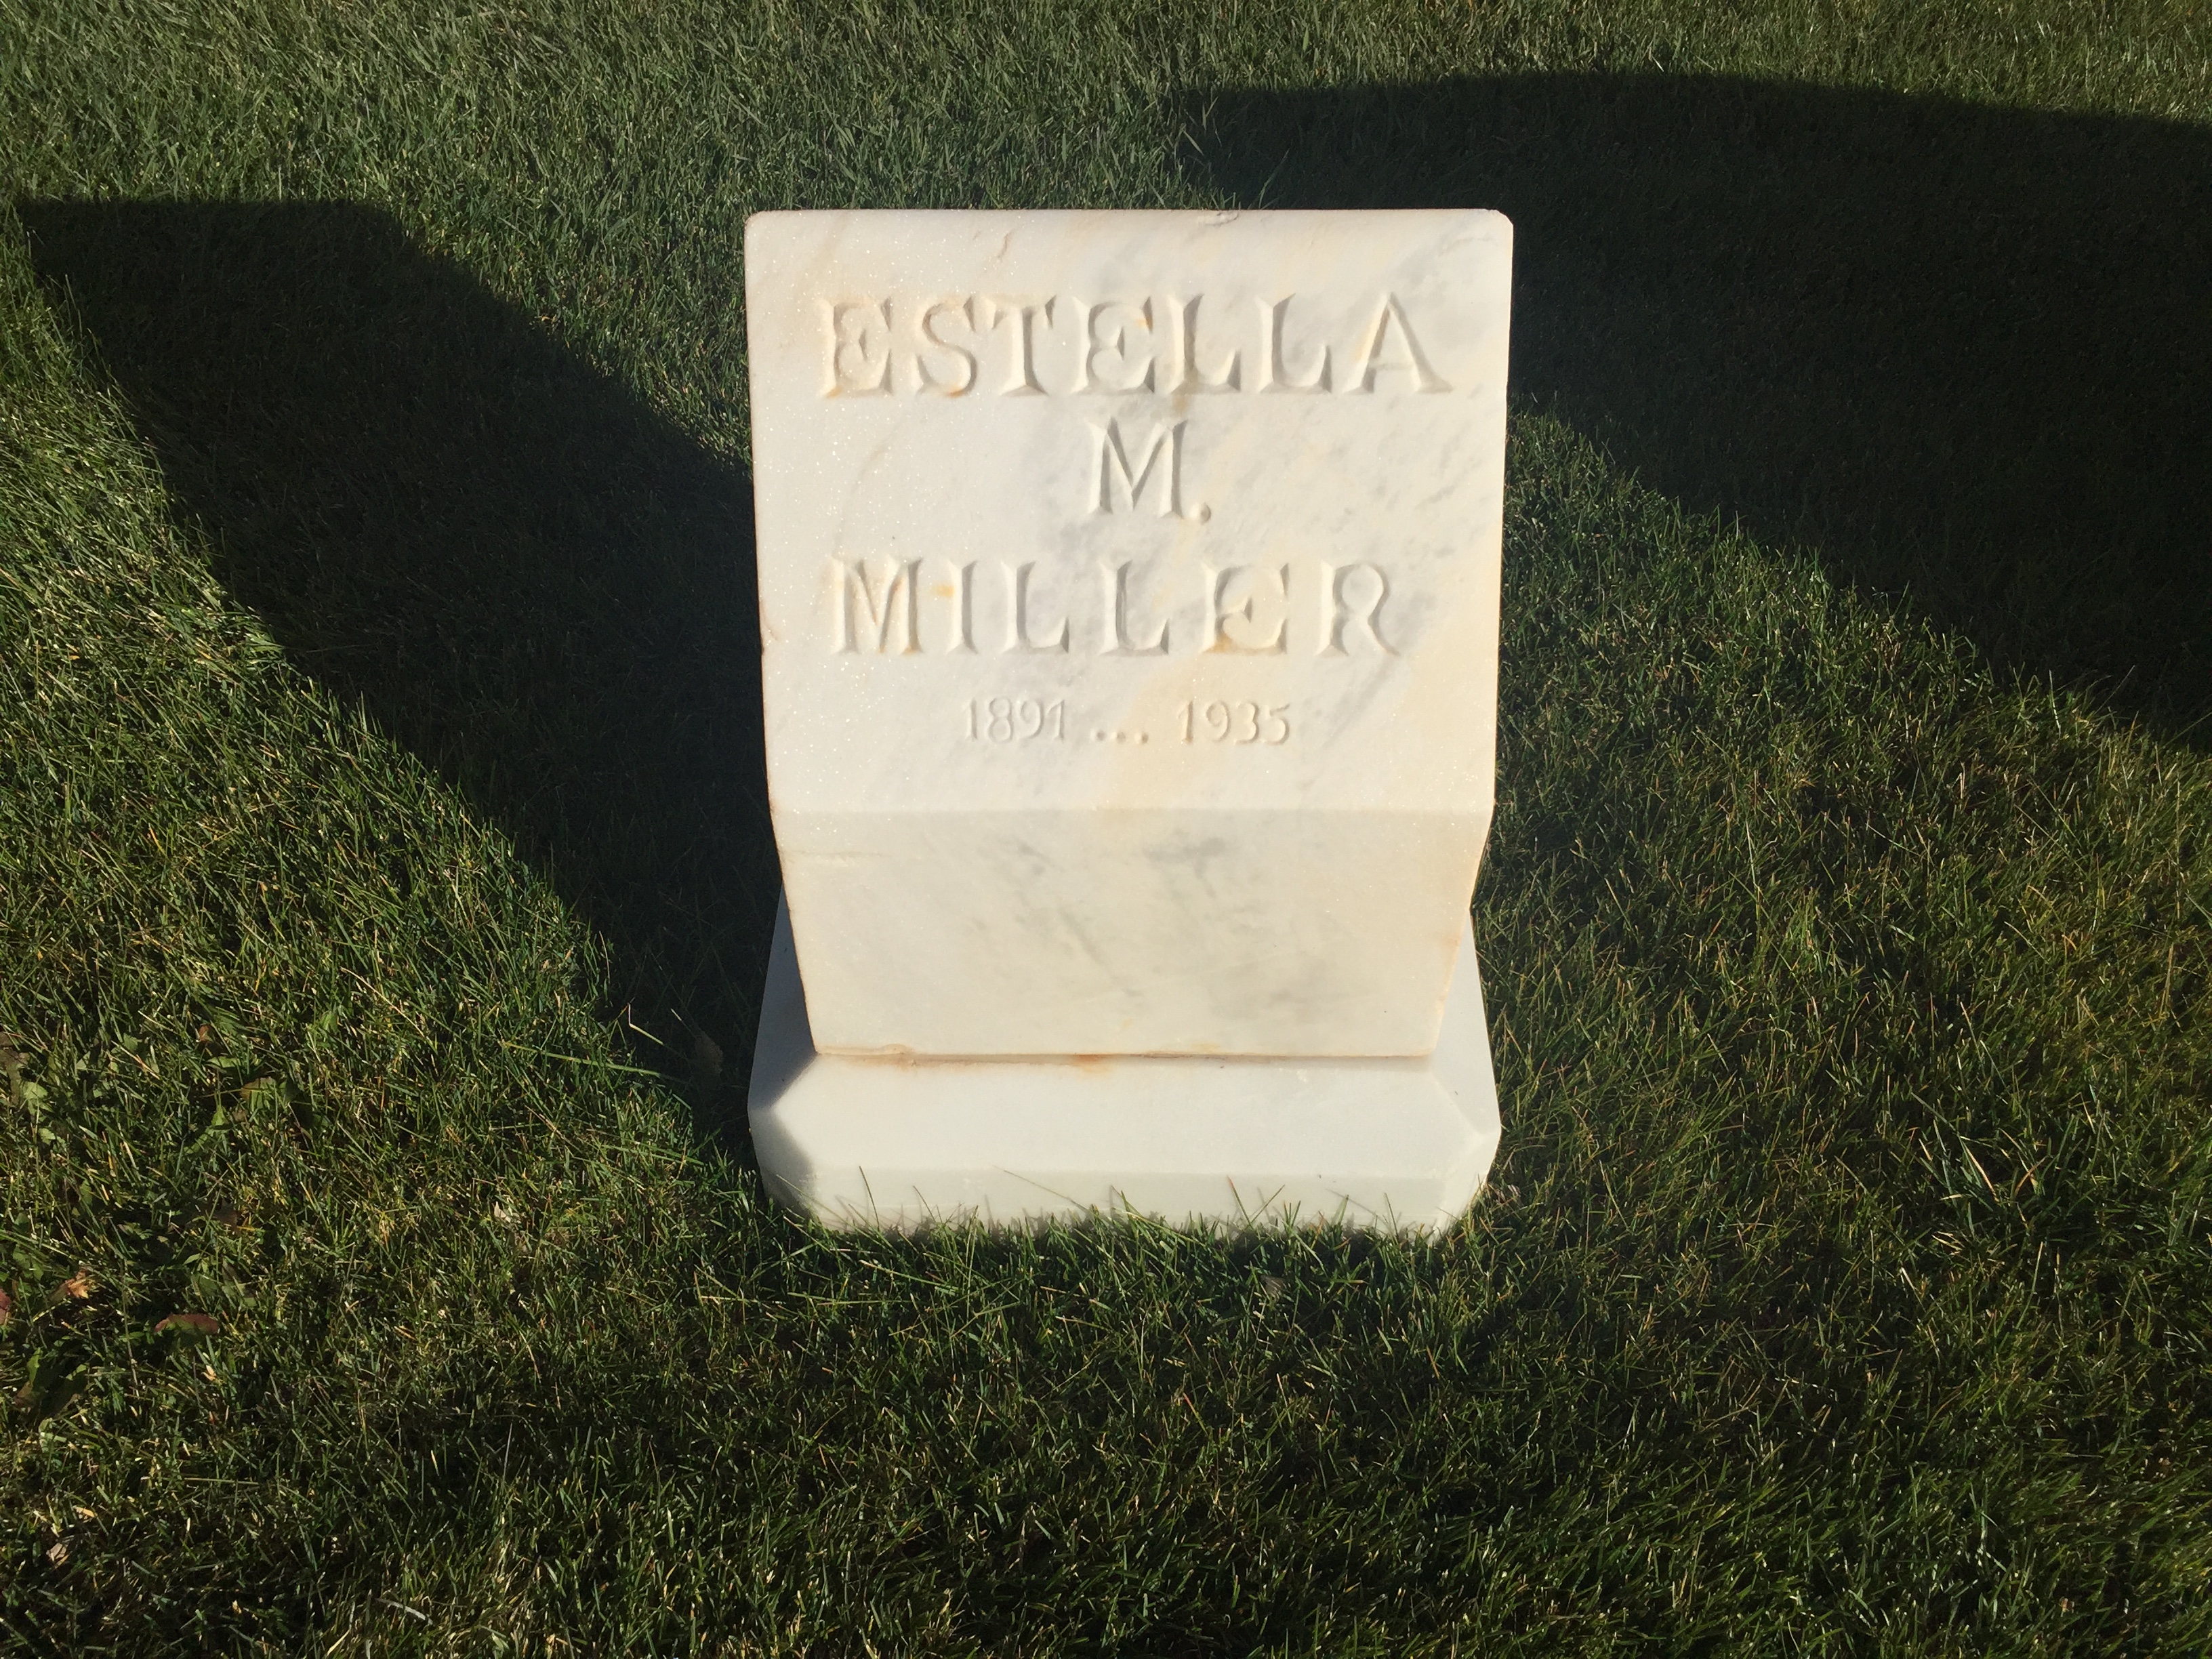 ESTELLA
M.
MILLER
1891 ... 1935